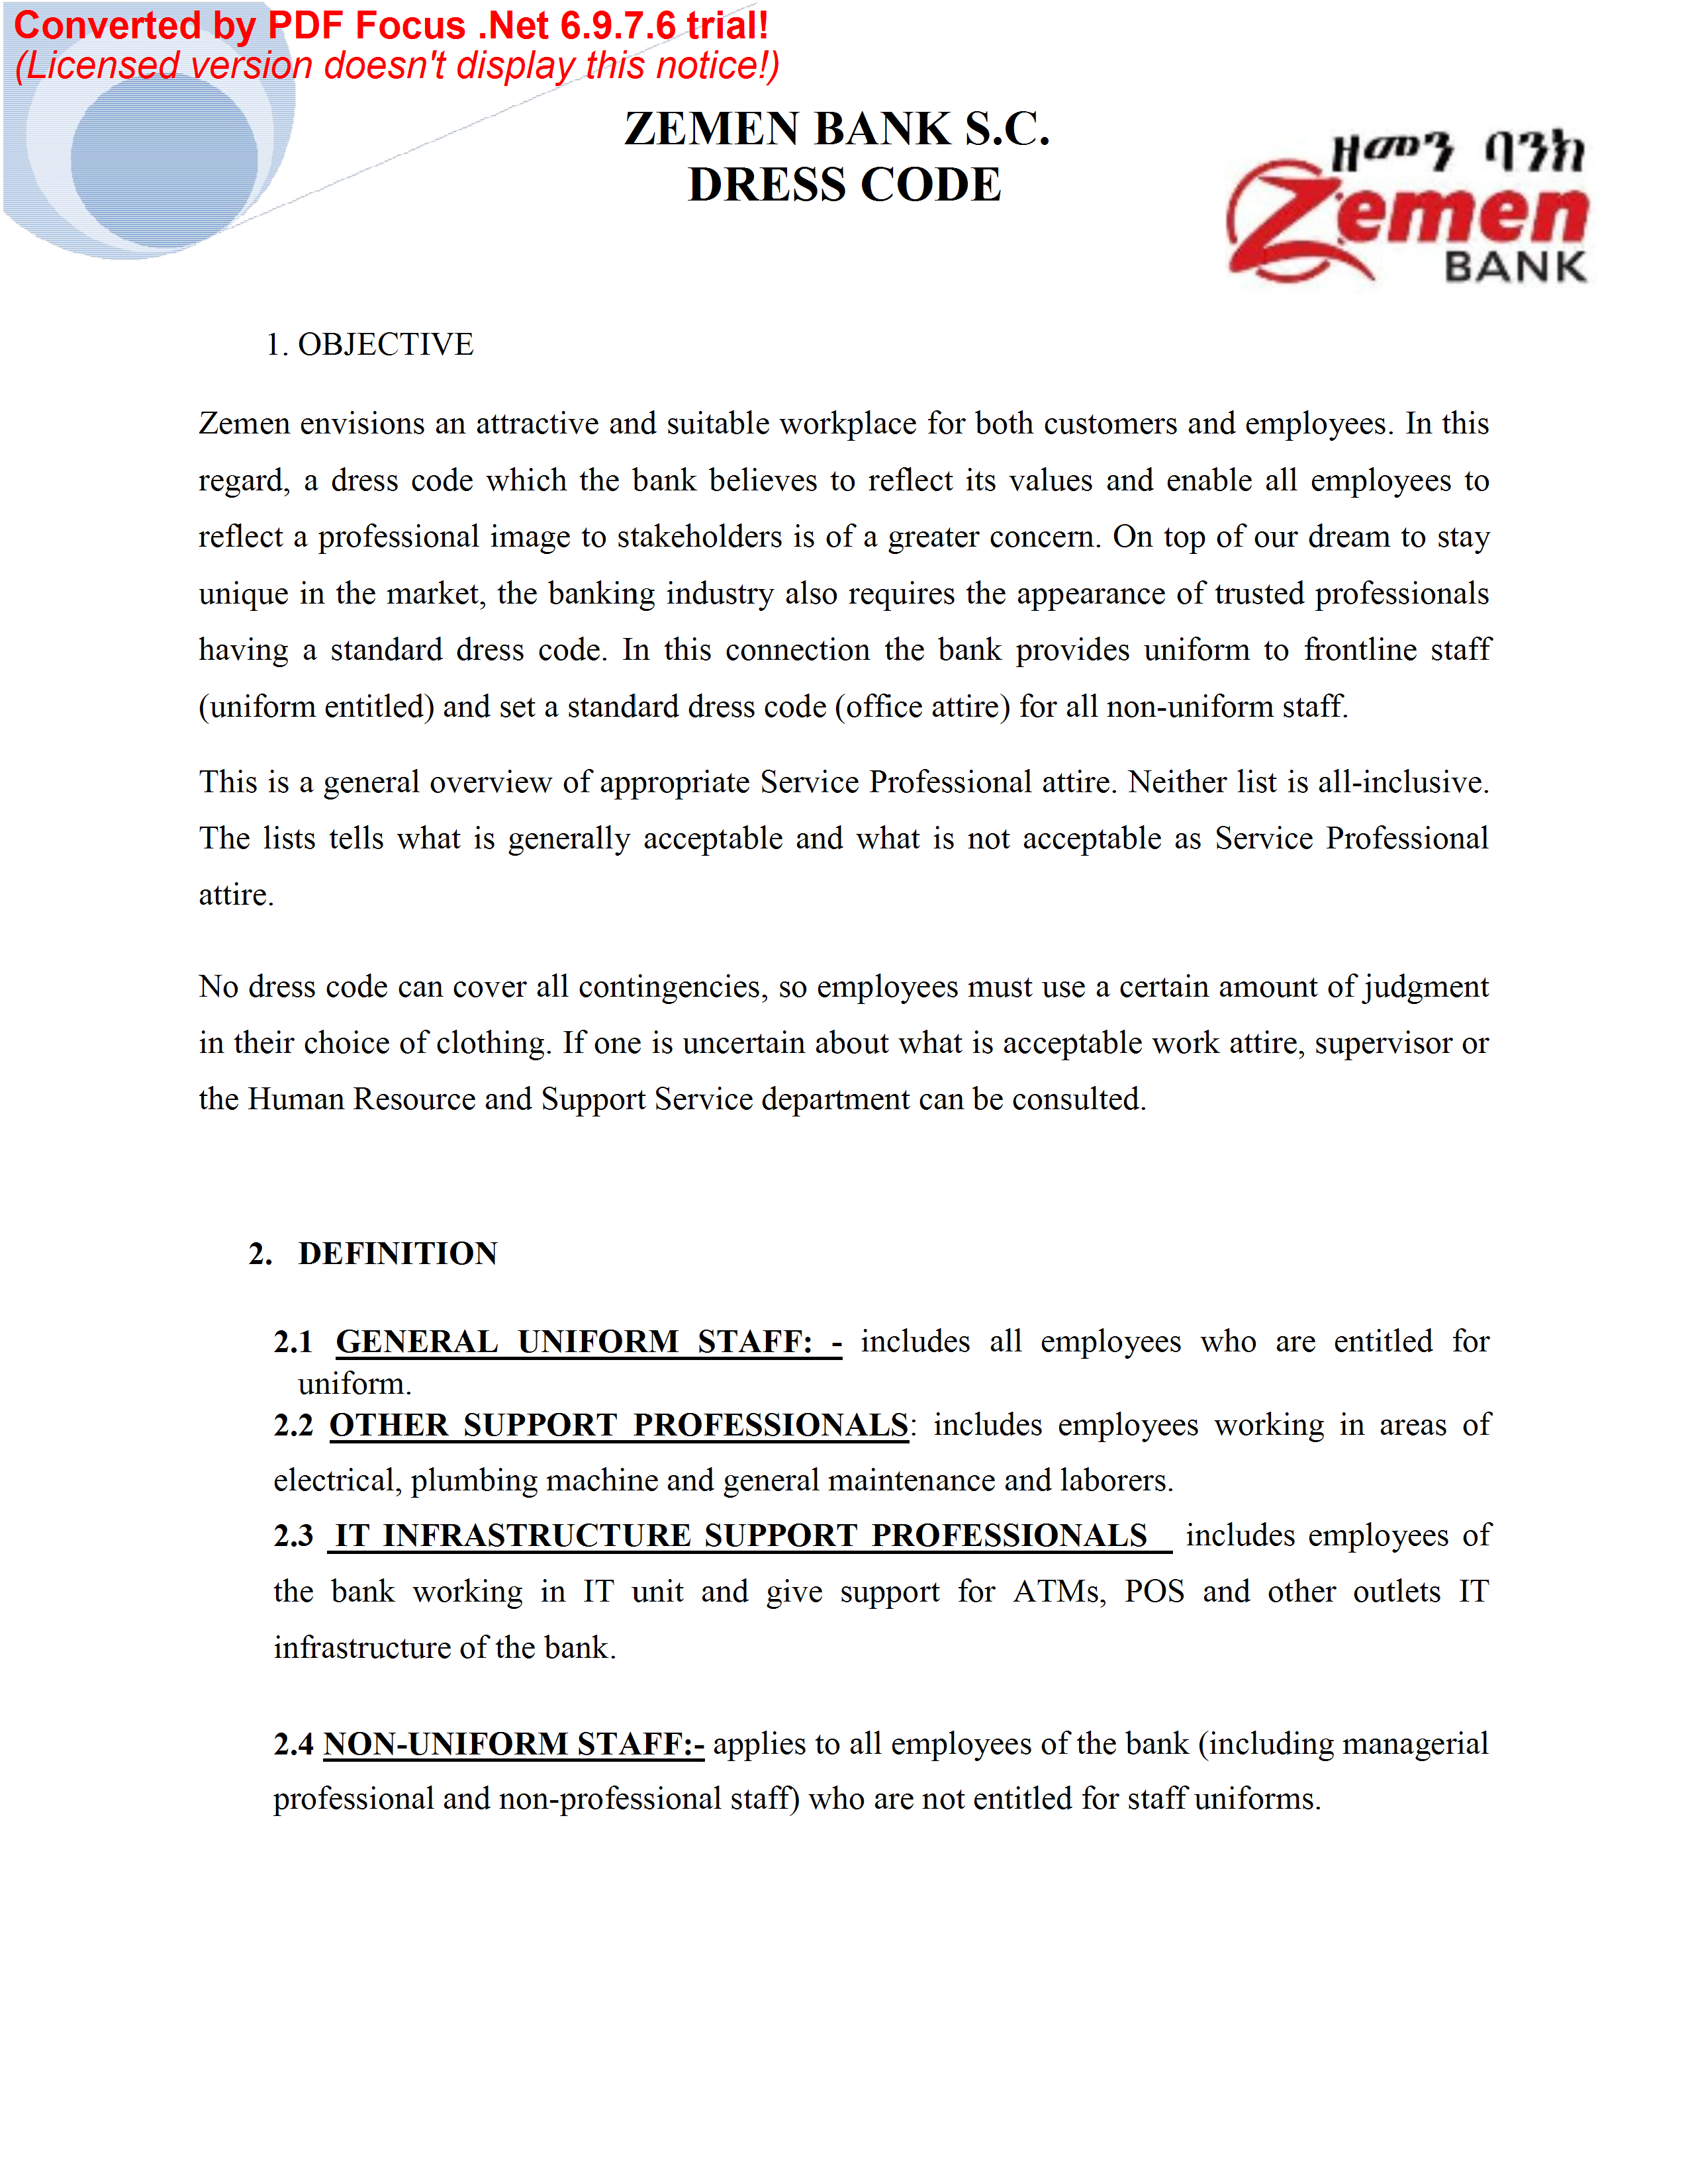 Converted by PDF Focus .Net 6.9.7.6 trial!
(Licensed version doesn't display this notice!)
ZEMEN BANK S.C.
DRESS CODE
ዘመን ባንክ
Zemen
BANK
1. OBJECTIVE
Zemen envisions an attractive and suitable workplace for both customers and employees. In this
regard, a dress code which the bank believes to reflect its values and enable all employees to
reflect a professional image to stakeholders is of a greater concern. On top of our dream to stay
unique in the market, the banking industry also requires the appearance of trusted professionals
having a standard dress code. In this connection the bank provides uniform to frontline staff
(uniform entitled) and set a standard dress code (office attire) for all non-uniform staff.
This is a general overview of appropriate Service Professional attire. Neither list is all-inclusive.
The lists tells what is generally acceptable and what is not acceptable as Service Professional
attire.
No dress code can cover all contingencies, so employees must use a certain amount of judgment
in their choice of clothing. If one is uncertain about what is acceptable work attire, supervisor or
the Human Resource and Support Service department can be consulted.
2. DEFINITION
2.1 GENERAL UNIFORM STAFF: - includes all employees who are entitled for
uniform.
2.2 OTHER SUPPORT PROFESSIONALS: includes employees working in areas of
electrical, plumbing machine and general maintenance and laborers.
2.3 IT INFRASTRUCTURE SUPPORT PROFESSIONALS includes employees of
the bank working in IT unit and give support for ATMs, POS and other outlets IT
infrastructure of the bank.
2.4 NON-UNIFORM STAFF:- applies to all employees of the bank (including managerial
professional and non-professional staff) who are not entitled for staff uniforms.